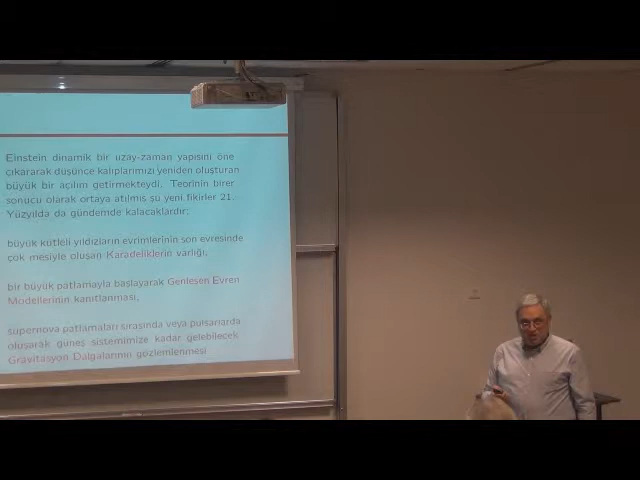 Einstein dinamik bir uzay-zaman yapısını öne
çıkararak düşünce kalıplarımızı yeniden oluşturan
büyük bir açılım getirmekteydi. Teorinin birer
sonucu olarak ortaya atılmış şu yeni fikirler 21.
Yüzyılda da gündemde kalacaklardır:
büyük kütleli yıldızların evrimlerinin son evresinde
çok mesiyle oluşan Karadeliklerin varlığı,
bir büyük patlamayla başlayarak Genleşen Evren
Modellerinin kanıtlanması,
supernova patlamaları sırasında veya pulsarlarda
oluşarak güneş sistemimize kadar gelebilecek
Gravitasyon Dalgalarının gözlemlenmesi